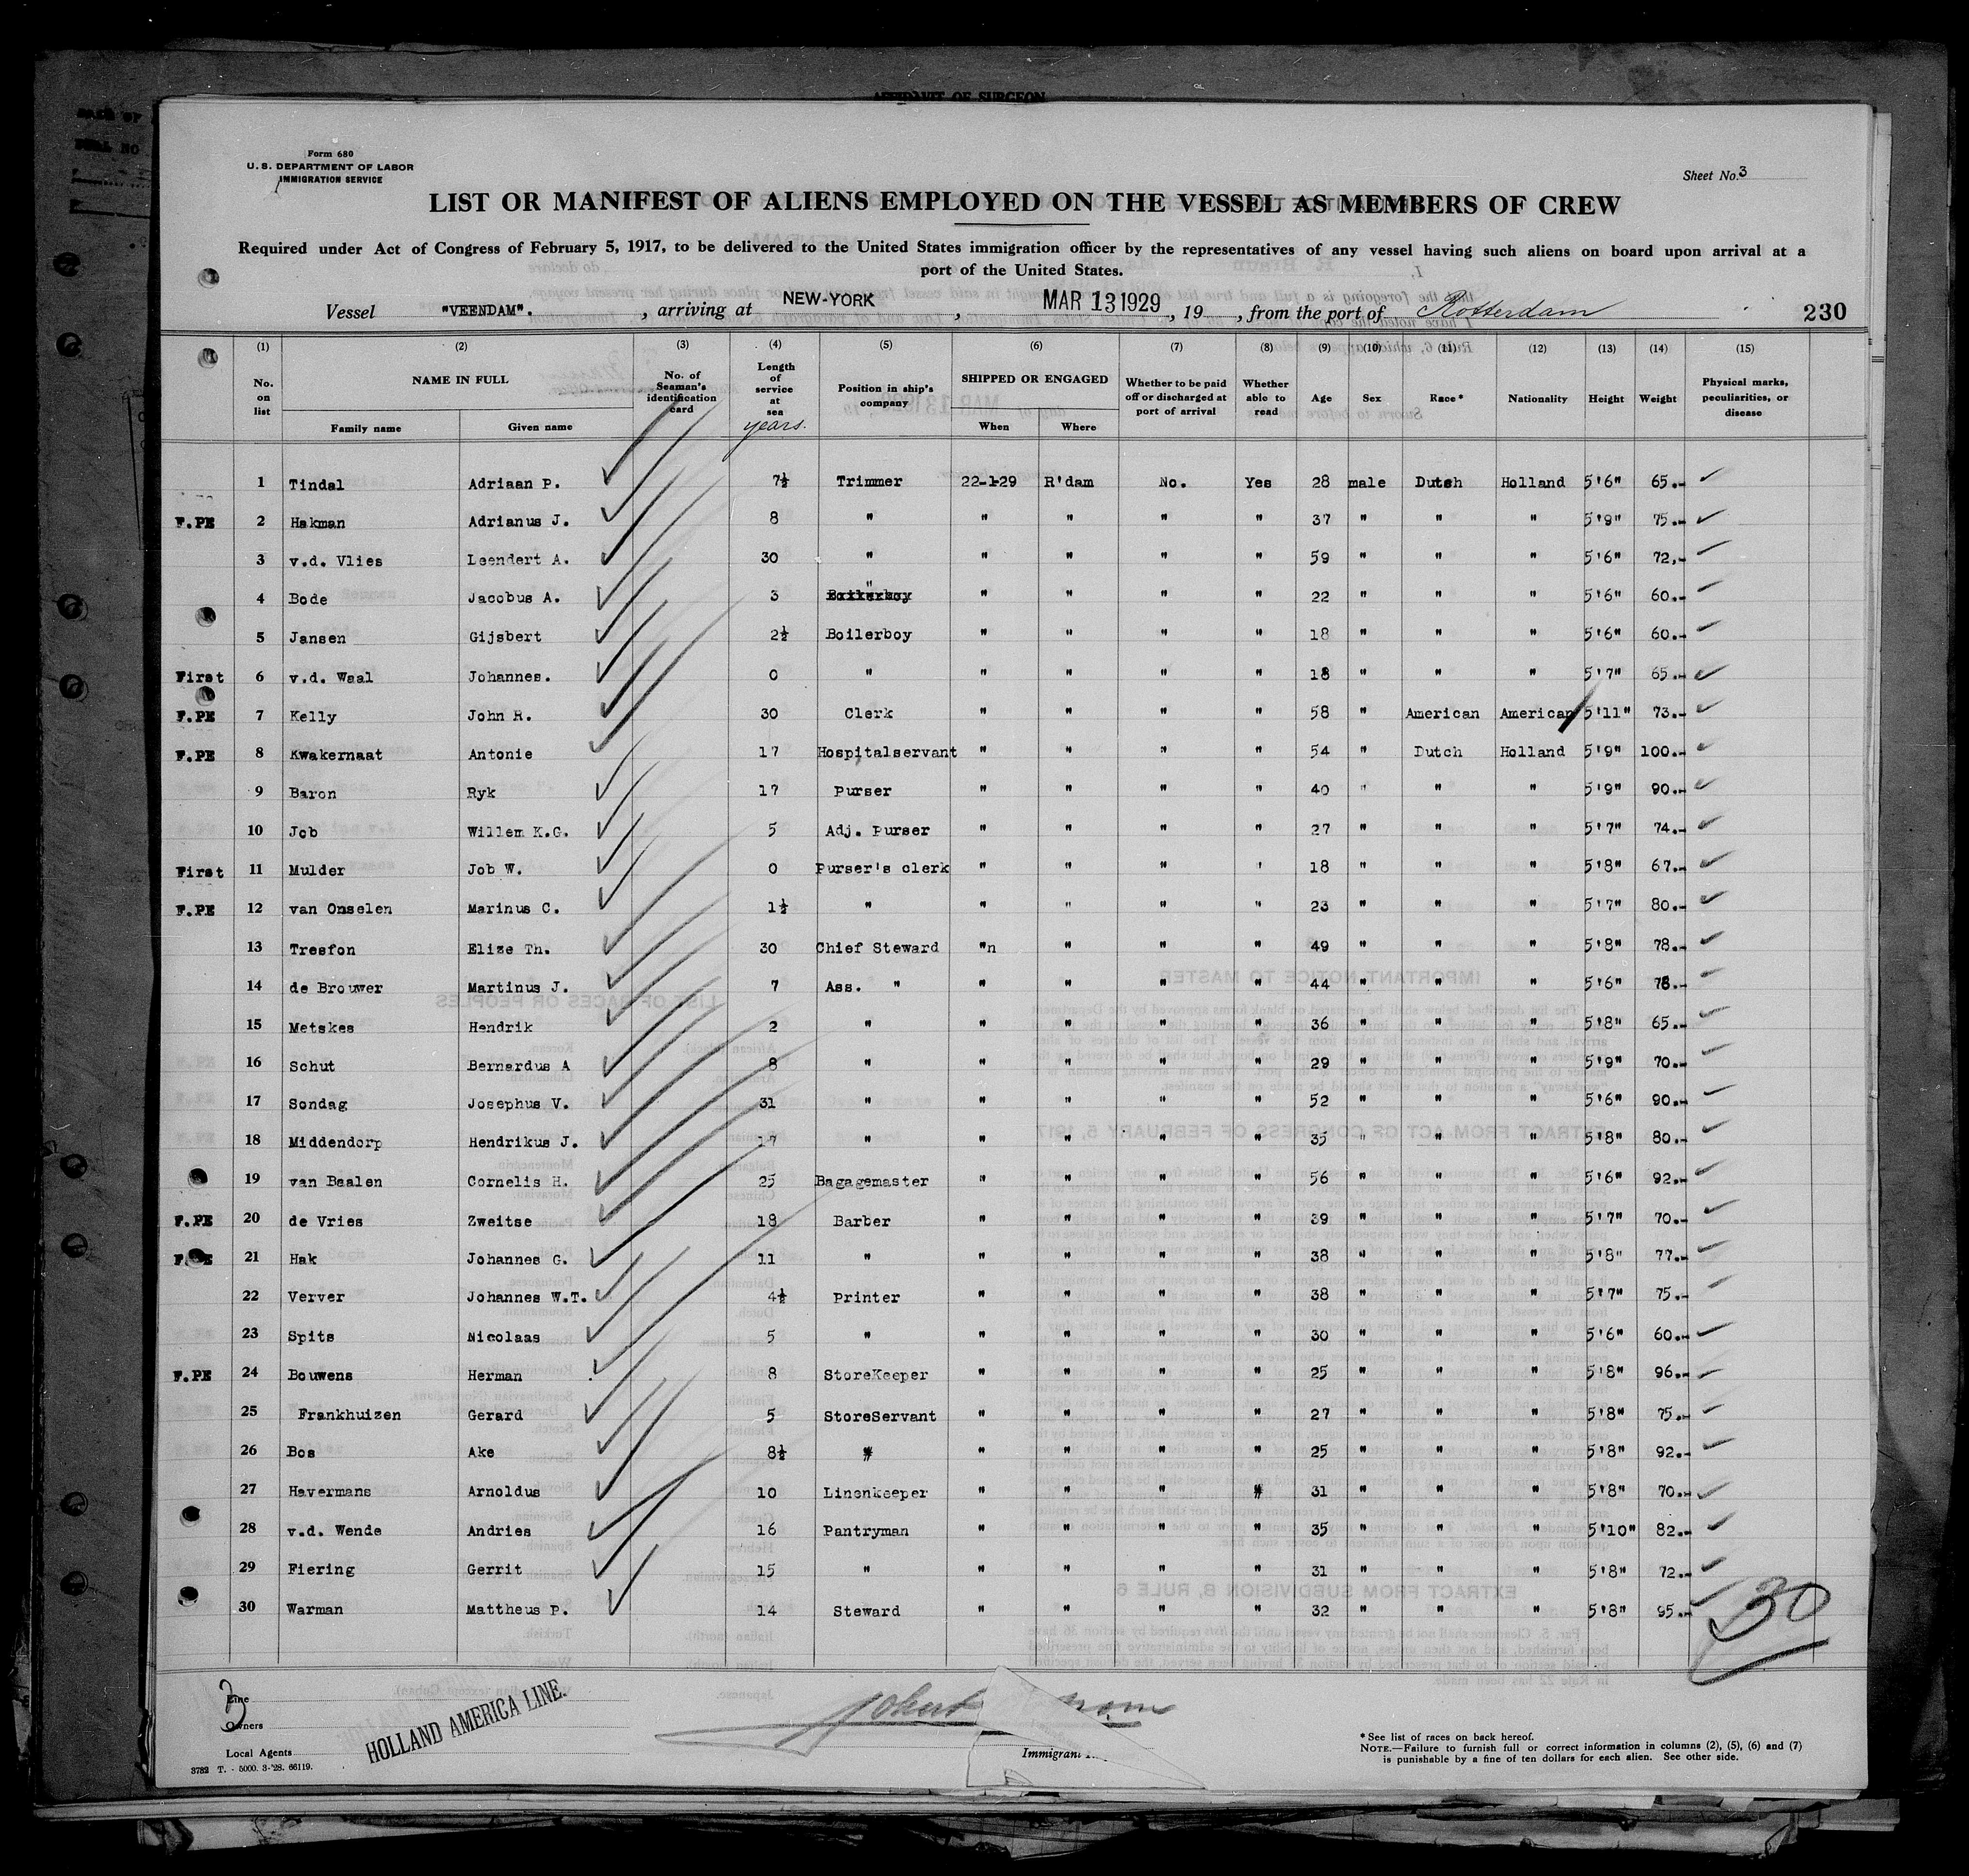 AFFIDAVIT OF SURGEON
Form 680
U. S. DEPARTMENT OF LABOR
IMMIGRATION SERVICE
Sheet No. 3
LIST OR MANIFEST OF ALIENS EMPLOYED ON THE VESSEL AS MEMBERS OF CREW
Required under Act of Congress of February 5, 1917, to be delivered to the United States immigration officer by the representatives of any vessel having such aliens on board upon arrival at a
port of the United States.
Vessel "VEENDAM". , arriving at NEW-YORK , MAR 13 1929 , 19 , from the port of Rotterdam 230
(1) (2) (3) (4) (5) (6) (7) (8) (9) (10) (11) (12) (13) (14) (15)
No. on list NAME IN FULL Family name Given name No. of Seaman's identification card Length of service at sea years. Position in ship's company SHIPPED OR ENGAGED When Where Whether to be paid off or discharged at port of arrival Whether able to read Age Sex Race* Nationality Height Weight Physical marks, peculiarities, or disease
1 Tindal Adriaan P. 7½ Trimmer 22-1-29 R'dam No. Yes 28 male Dutch Holland 5'6" 65.-
F.PE 2 Hakman Adrianus J. 8 " " " " " 37 " " " 5'9" 75.-
3 v.d. Vlies Leendert A. 30 " " " " " 59 " " " 5'6" 72,-
4 Bode Jacobus A. 3 " " " " " 22 " " " 5'6" 60.-
5 Jansen Gijsbert 2½ Boilerboy " " " " 18 " " " 5'6" 60.-
First 6 v.d. Waal Johannes. 0 " " " " " 18 " " " 5'7" 65.-
F.PE 7 Kelly John R. 30 Clerk " " " " 58 " American American 5'11" 73.-
F.PE 8 Kwakernaat Antonie 17 Hospitalservant " " " " 54 " Dutch Holland 5'9" 100.-
9 Baron Ryk 17 Purser " " " " 40 " " " 5'9" 90.-
10 Job Willem K.G. 5 Adj. Purser " " " " 27 " " " 5'7" 74.-
First 11 Mulder Job W. 0 Purser's clerk " " " " 18 " " " 5'8" 67.-
F.PE 12 van Onselen Marinus C. 1½ " " " " " 23 " " " 5'7" 80.-
13 Tresfon Elize Th. 30 Chief Steward "n " " " 49 " " " 5'8" 78.-
14 de Brouwer Martinus J. 7 Ass. " " " " " 44 " " " 5'6" 78.-
15 Metskes Hendrik 2 " " " " " 36 " " " 5'8" 65.-
16 Schut Bernardus A 8 " " " " " 29 " " " 5'9" 70.-
17 Sondag Josephus V. 31 " " " " " 52 " " " 5'6" 90.-
18 Middendorp Hendrikus J. 17 " " " " " 35 " " " 5'8" 80.-
19 van Baalen Cornelis H. 25 Bagagemaster " " " " 56 " " " 5'6" 92.-
F.PE 20 de Vries Zweitse 18 Barber " " " " 39 " " " 5'7" 70.-
F.PE 21 Hak Johannes G. 11 " " " " " 38 " " " 5'8" 77.-
22 Verver Johannes W.T. 4½ Printer " " " " 38 " " " 5'7" 75.-
23 Spits Nicolaas 5 " " " " " 30 " " " 5'6" 60.-
F.PE 24 Bouwens Herman 8 StoreKeeper " " " " 25 " " " 5'8" 96.-
25 Frankhuizen Gerard 5 StoreServant " " " " 27 " " " 5'8" 75.-
26 Bos Ake 8½ " " " " " 25 " " " 5'8" 92.-
27 Havermans Arnoldus 10 Linenkeeper " " " " 31 " " " 5'8" 70.-
28 v.d. Wende Andries 16 Pantryman " " " " 35 " " " 5'10" 82.-
29 Fiering Gerrit 15 " " " " " 31 " " " 5'8" 72.-
30 Warman Mattheus P. 14 Steward " " " " 32 " " " 5'8" 95.-
30
3
Line
Owners
Local Agents
HOLLAND AMERICA LINE.
3782 T. - 5000. 3-'28. 66119.
Immigrant
* See list of races on back hereof.
NOTE.—Failure to furnish full or correct information in columns (2), (5), (6) and (7)
is punishable by a fine of ten dollars for each alien. See other side.